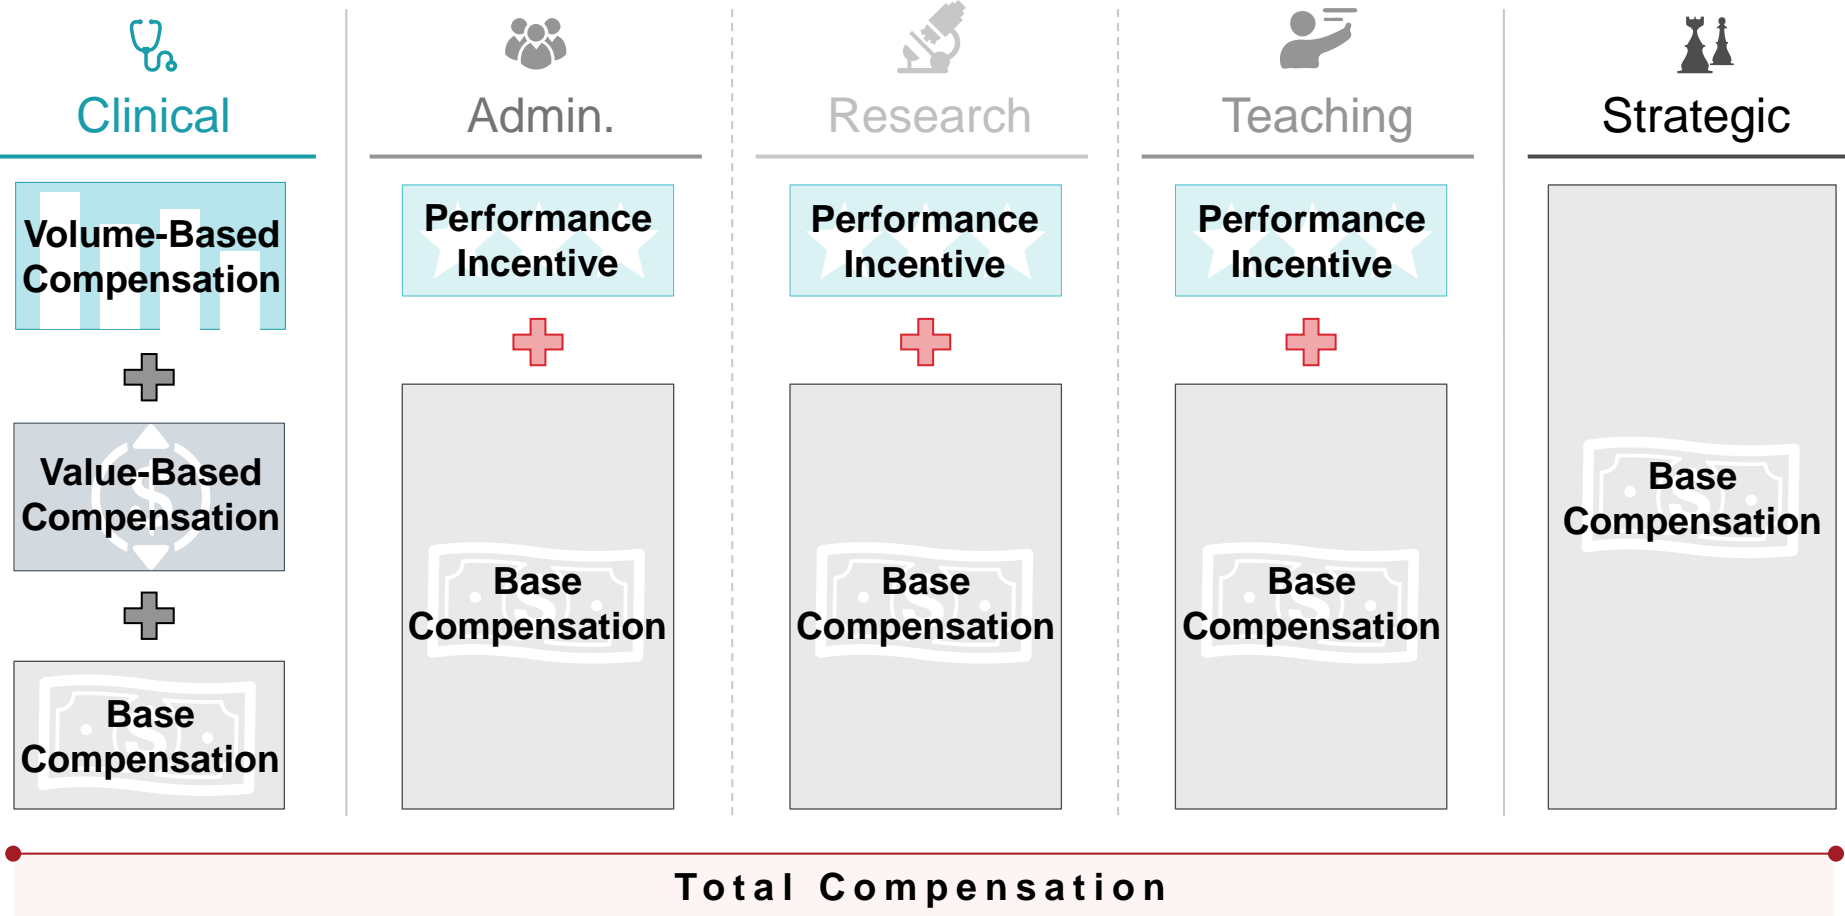 Clinical
Admin.
Research
Teaching
Strategic
Volume-Based
Compensation
Value-Based
Compensation
Base
Compensation
Performance
Incentive
Base
Compensation
Performance
Incentive
Base
Compensation
Performance
Incentive
Base
Compensation
Base
Compensation
Total Compensation